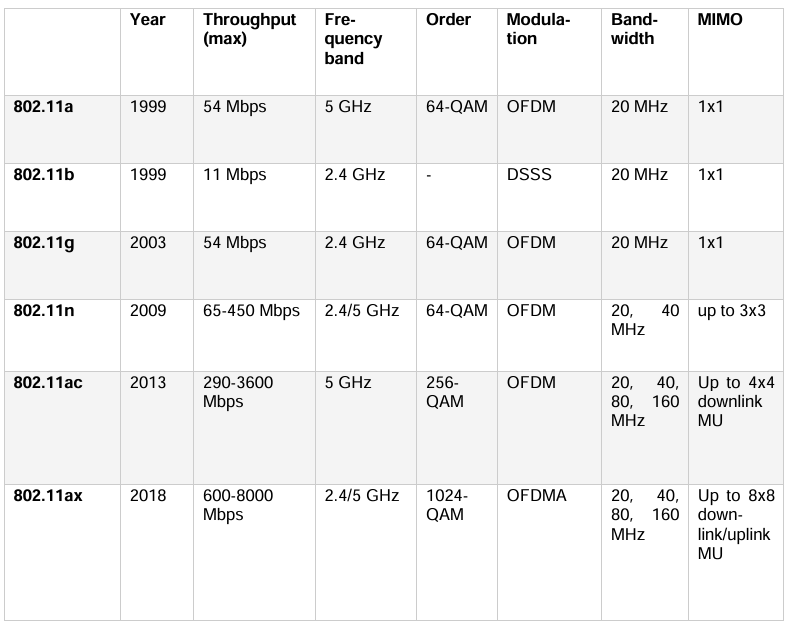 Year Throughput (max) Fre-quency band Order Modula-tion Band-width MIMO
802.11a 1999 54 Mbps 5 GHz 64-QAM OFDM 20 MHz 1x1
802.11b 1999 11 Mbps 2.4 GHz - DSSS 20 MHz 1x1
802.11g 2003 54 Mbps 2.4 GHz 64-QAM OFDM 20 MHz 1x1
802.11n 2009 65-450 Mbps 2.4/5 GHz 64-QAM OFDM 20, 40 MHz up to 3x3
802.11ac 2013 290-3600 Mbps 5 GHz 256-QAM OFDM 20, 40, 80, 160 MHz Up to 4x4 downlink MU
802.11ax 2018 600-8000 Mbps 2.4/5 GHz 1024-QAM OFDMA 20, 40, 80, 160 MHz Up to 8x8 down-link/uplink MU